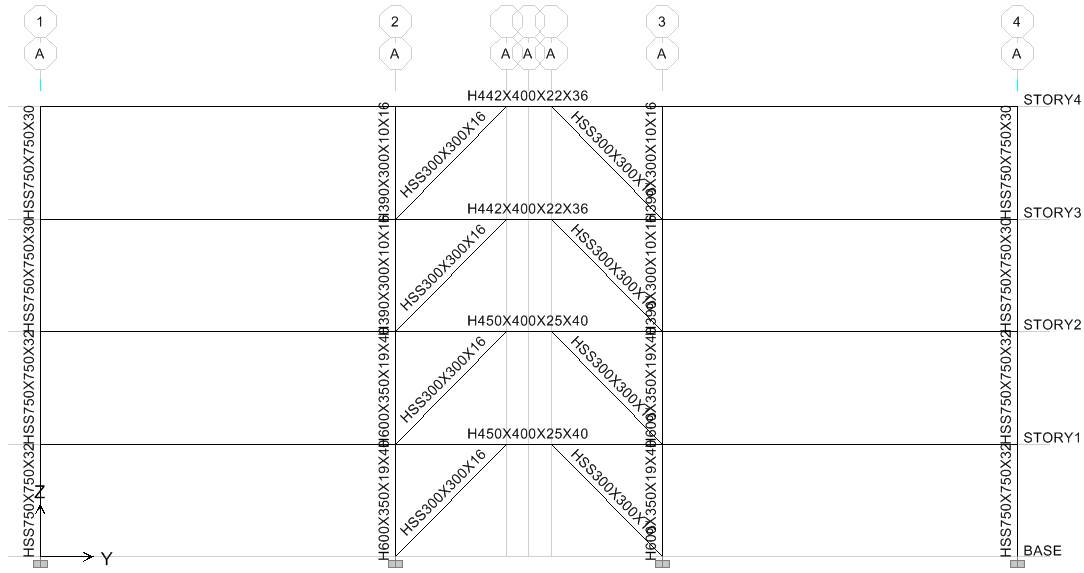 1
2
3
4
A
A
A
A
A
A
A
H442X400X22X36
STORY4
HSS750X750X30
H390X300X10X16
HSS300X300X16
HSS300X300X16
H390X300X10X16
HSS750X750X30
H442X400X22X36
STORY3
HSS750X750X30
H390X300X10X16
HSS300X300X16
HSS300X300X16
H390X300X10X16
HSS750X750X30
H450X400X25X40
STORY2
HSS750X750X32
H600X350X19X40
HSS300X300X16
HSS300X300X16
H600X350X19X40
HSS750X750X32
H450X400X25X40
STORY1
HSS750X750X32
H600X350X19X40
HSS300X300X16
HSS300X300X16
H600X350X19X40
HSS750X750X32
Z
Y
BASE